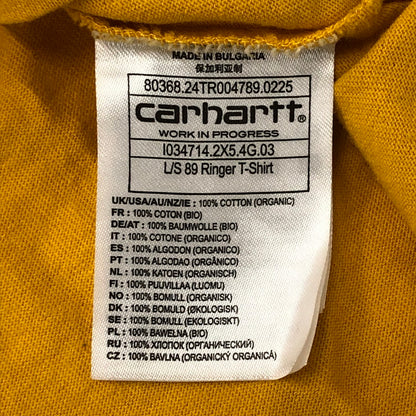 MADE IN BULGARIA
保加利亚制
80368.24TR004789.0225
carhartt
WORK IN PROGRESS
I034714.2X5.4G.03
L/S 89 Ringer T-Shirt
UK/USA/AU/NZ/IE : 100% COTTON (ORGANIC)
FR : 100% COTON (BIO)
DE/AT : 100% BAUMWOLLE (BIO)
IT : 100% COTONE (ORGANICO)
ES : 100% ALGODON (ORGANICO)
PT : 100% ALGODAO (ORGÂNICO)
NL : 100% KATOEN (ORGANISCH)
FI : 100% PUUVILLAA (LUOMU)
NO : 100% BOMULL (ORGANISK)
DK : 100% BOMULD (ØKOLOGISK)
SE : 100% BOMULL (EKOLOGISKT)
PL : 100% BAWEŁNA (BIO)
RU : 100% ХЛОПОК (ОРГАНИЧЕСКИЙ)
CZ : 100% BAVLNA (ORGANICKÝ ORGANICKÁ)